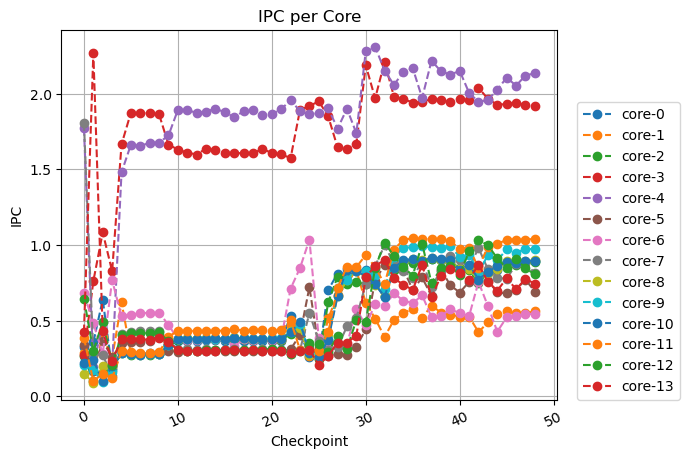 IPC per Core
IPC
2.0
1.5
1.0
0.5
0.0
0
10
20
30
40
50
Checkpoint
core-0
core-1
core-2
core-3
core-4
core-5
core-6
core-7
core-8
core-9
core-10
core-11
core-12
core-13